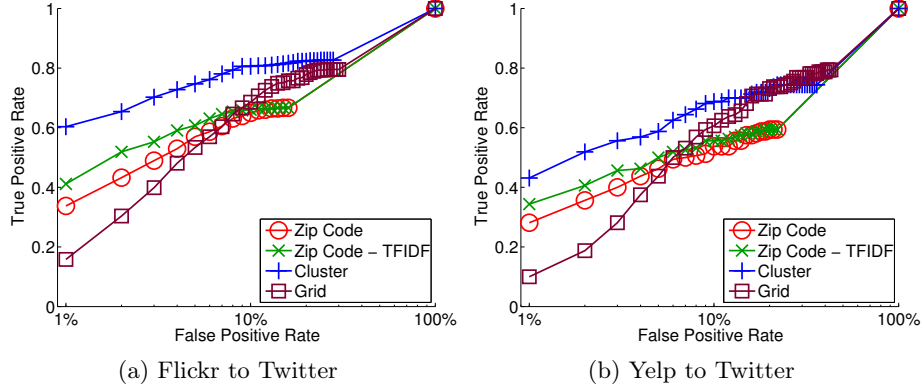 1
0.8
0.6
0.4
0.2
0
True Positive Rate
1% 10% 100%
False Positive Rate
Zip Code
Zip Code – TFIDF
Cluster
Grid
(a) Flickr to Twitter
1
0.8
0.6
0.4
0.2
0
True Positive Rate
1% 10% 100%
False Positive Rate
Zip Code
Zip Code – TFIDF
Cluster
Grid
(b) Yelp to Twitter